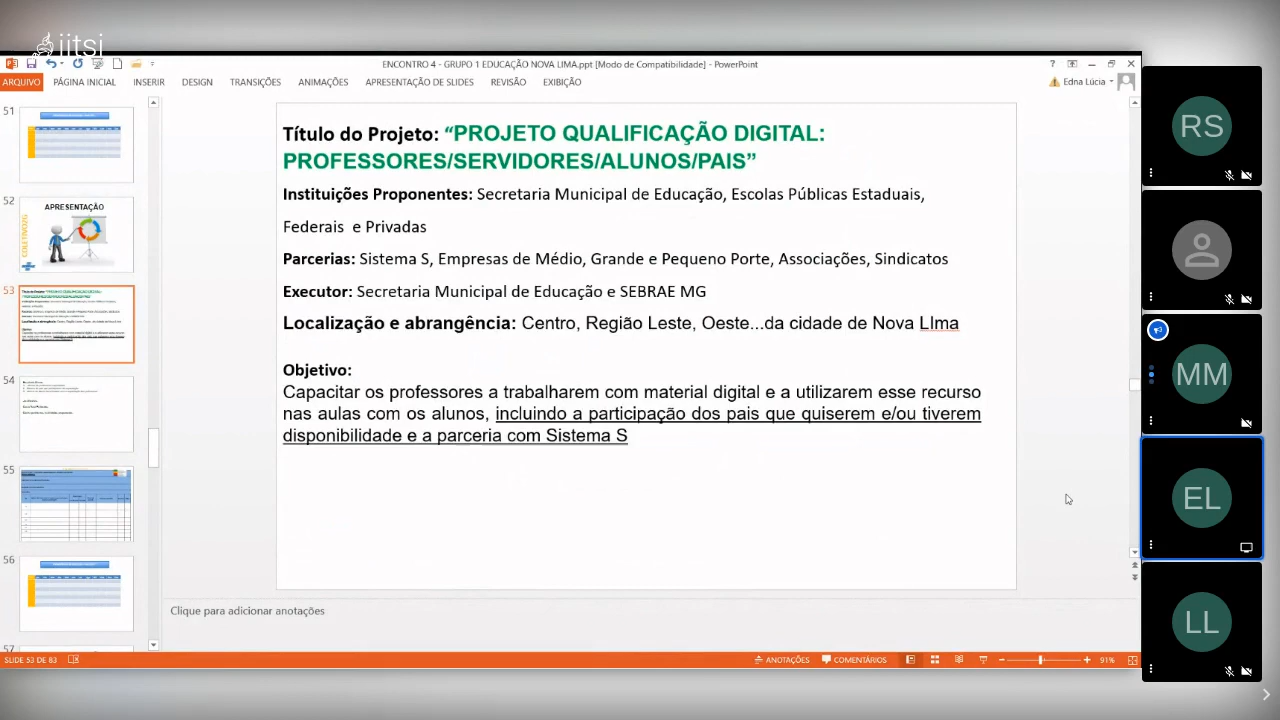 jitsi
ENCONTRO 4 - GRUPO 1 EDUCAÇÃO NOVA LIMA.ppt [Modo de Compatibilidade] - PowerPoint
ARQUIVO PÁGINA INICIAL INSERIR DESIGN TRANSIÇÕES ANIMAÇÕES APRESENTAÇÃO DE SLIDES REVISÃO EXIBIÇÃO
Edna Lúcia
51
52
APRESENTAÇÃO
COLETIVO/2G
53
54
55
56
57
Título do Projeto: “PROJETO QUALIFICAÇÃO DIGITAL:
PROFESSORES/SERVIDORES/ALUNOS/PAIS”
Instituições Proponentes: Secretaria Municipal de Educação, Escolas Públicas Estaduais,
Federais e Privadas
Parcerias: Sistema S, Empresas de Médio, Grande e Pequeno Porte, Associações, Sindicatos
Executor: Secretaria Municipal de Educação e SEBRAE MG
Localização e abrangência: Centro, Região Leste, Oeste...da cidade de Nova LIma
Objetivo:
Capacitar os professores a trabalharem com material digital e a utilizarem esse recurso
nas aulas com os alunos, incluindo a participação dos pais que quiserem e/ou tiverem
disponibilidade e a parceria com Sistema S
Clique para adicionar anotações
SLIDE 53 DE 83
ANOTAÇÕES COMENTÁRIOS 91%
RS
MM
EL
LL